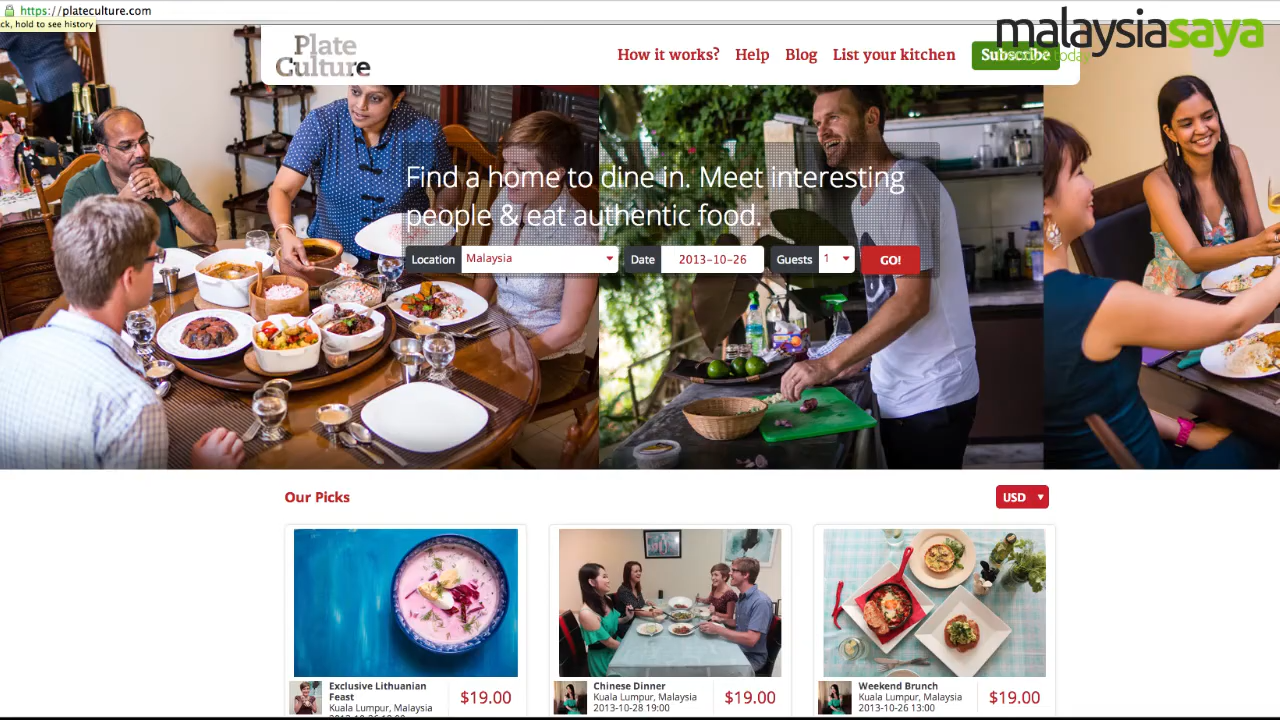 https://plateculture.com
ck, hold to see history
malaysiasaya
Plate
Culture
How it works? Help Blog List your kitchen Subscribe
today
Find a home to dine in. Meet interesting
people & eat authentic food.
Location Malaysia Date 2013-10-26 Guests 1 GO!
Our Picks
USD
Exclusive Lithuanian
Feast
Kuala Lumpur, Malaysia
$19.00
Chinese Dinner
Kuala Lumpur, Malaysia
2013-10-28 19:00
$19.00
Weekend Brunch
Kuala Lumpur, Malaysia
2013-10-26 13:00
$19.00